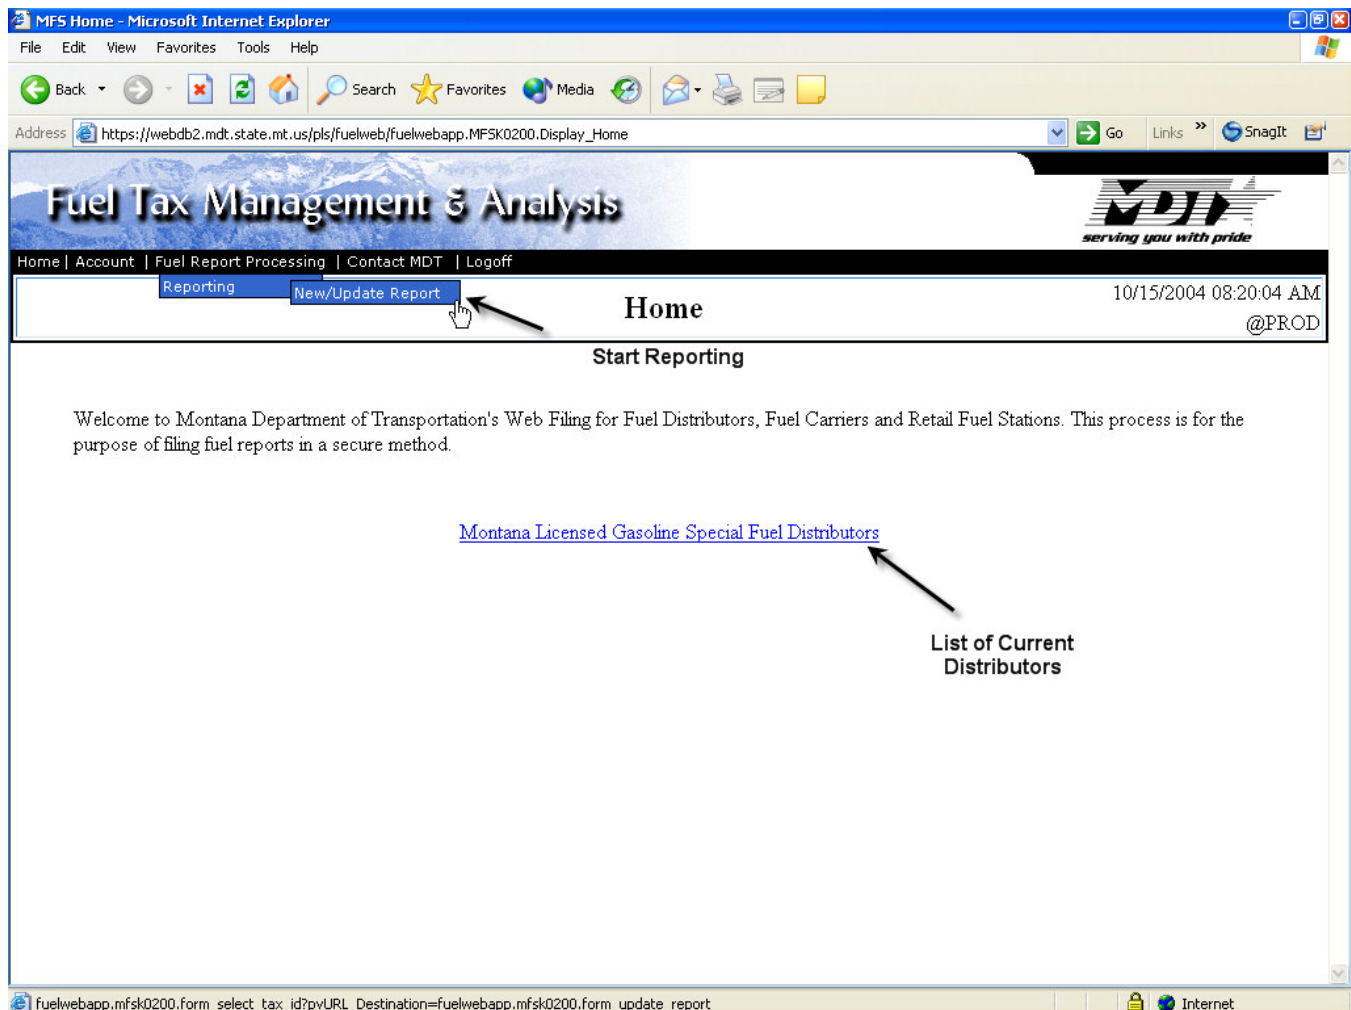 MFS Home - Microsoft Internet Explorer
File Edit View Favorites Tools Help
Back Search Favorites Media
Address https://webdb2.mdt.state.mt.us/pls/fuelweb/fuelwebapp.MFSK0200.Display_Home Go Links » SnagIt
Fuel Tax Management & Analysis
MDT
serving you with pride
Home | Account | Fuel Report Processing | Contact MDT | Logoff
Reporting New/Update Report
Home
10/15/2004 08:20:04 AM
@PROD
Start Reporting
Welcome to Montana Department of Transportation's Web Filing for Fuel Distributors, Fuel Carriers and Retail Fuel Stations. This process is for the
purpose of filing fuel reports in a secure method.
Montana Licensed Gasoline Special Fuel Distributors
List of Current
Distributors
fuelwebapp.mfsk0200.form_select_tax_id?pvURL_Destination=fuelwebapp.mfsk0200.form_update_report Internet